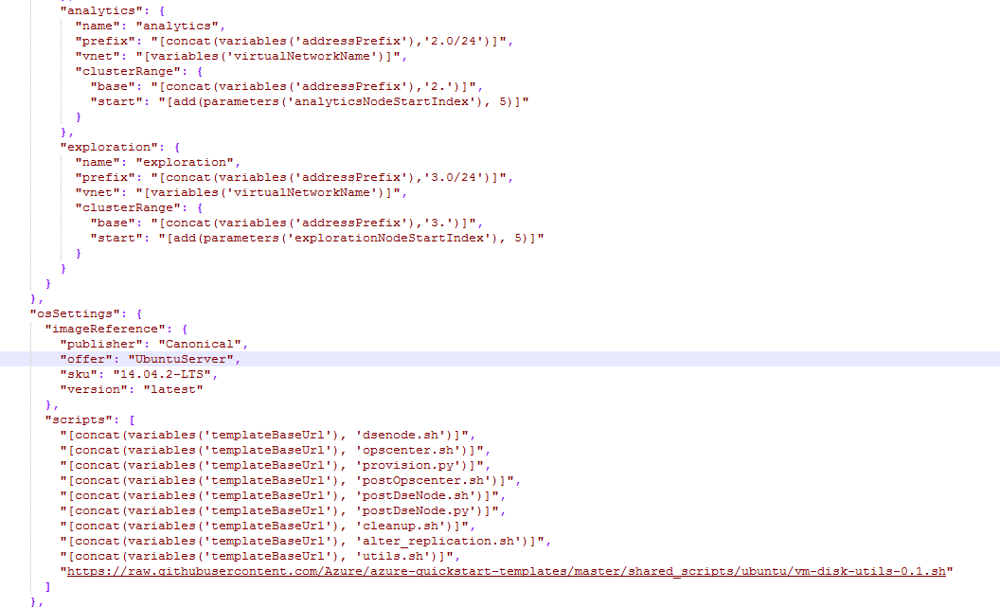 "analytics": {
"name": "analytics",
"prefix": "[concat(variables('addressPrefix'),'2.0/24')]",
"vnet": "[variables('virtualNetworkName')]",
"clusterRange": {
"base": "[concat(variables('addressPrefix'),'2.')]",
"start": "[add(parameters('analyticsNodeStartIndex'), 5)]"
}
},
"exploration": {
"name": "exploration",
"prefix": "[concat(variables('addressPrefix'),'3.0/24')]",
"vnet": "[variables('virtualNetworkName')]",
"clusterRange": {
"base": "[concat(variables('addressPrefix'),'3.')]",
"start": "[add(parameters('explorationNodeStartIndex'), 5)]"
}
}
}
},
"osSettings": {
"imageReference": {
"publisher": "Canonical",
"offer": "UbuntuServer",
"sku": "14.04.2-LTS",
"version": "latest"
},
"scripts": [
"[concat(variables('templateBaseUrl'), 'dsenode.sh')]",
"[concat(variables('templateBaseUrl'), 'opscenter.sh')]",
"[concat(variables('templateBaseUrl'), 'provision.py')]",
"[concat(variables('templateBaseUrl'), 'postOpscenter.sh')]",
"[concat(variables('templateBaseUrl'), 'postDseNode.sh')]",
"[concat(variables('templateBaseUrl'), 'postDseNode.py')]",
"[concat(variables('templateBaseUrl'), 'cleanup.sh')]",
"[concat(variables('templateBaseUrl'), 'alter_replication.sh')]",
"[concat(variables('templateBaseUrl'), 'utils.sh')]",
"https://raw.githubusercontent.com/Azure/azure-quickstart-templates/master/shared_scripts/ubuntu/vm-disk-utils-0.1.sh"
]
},